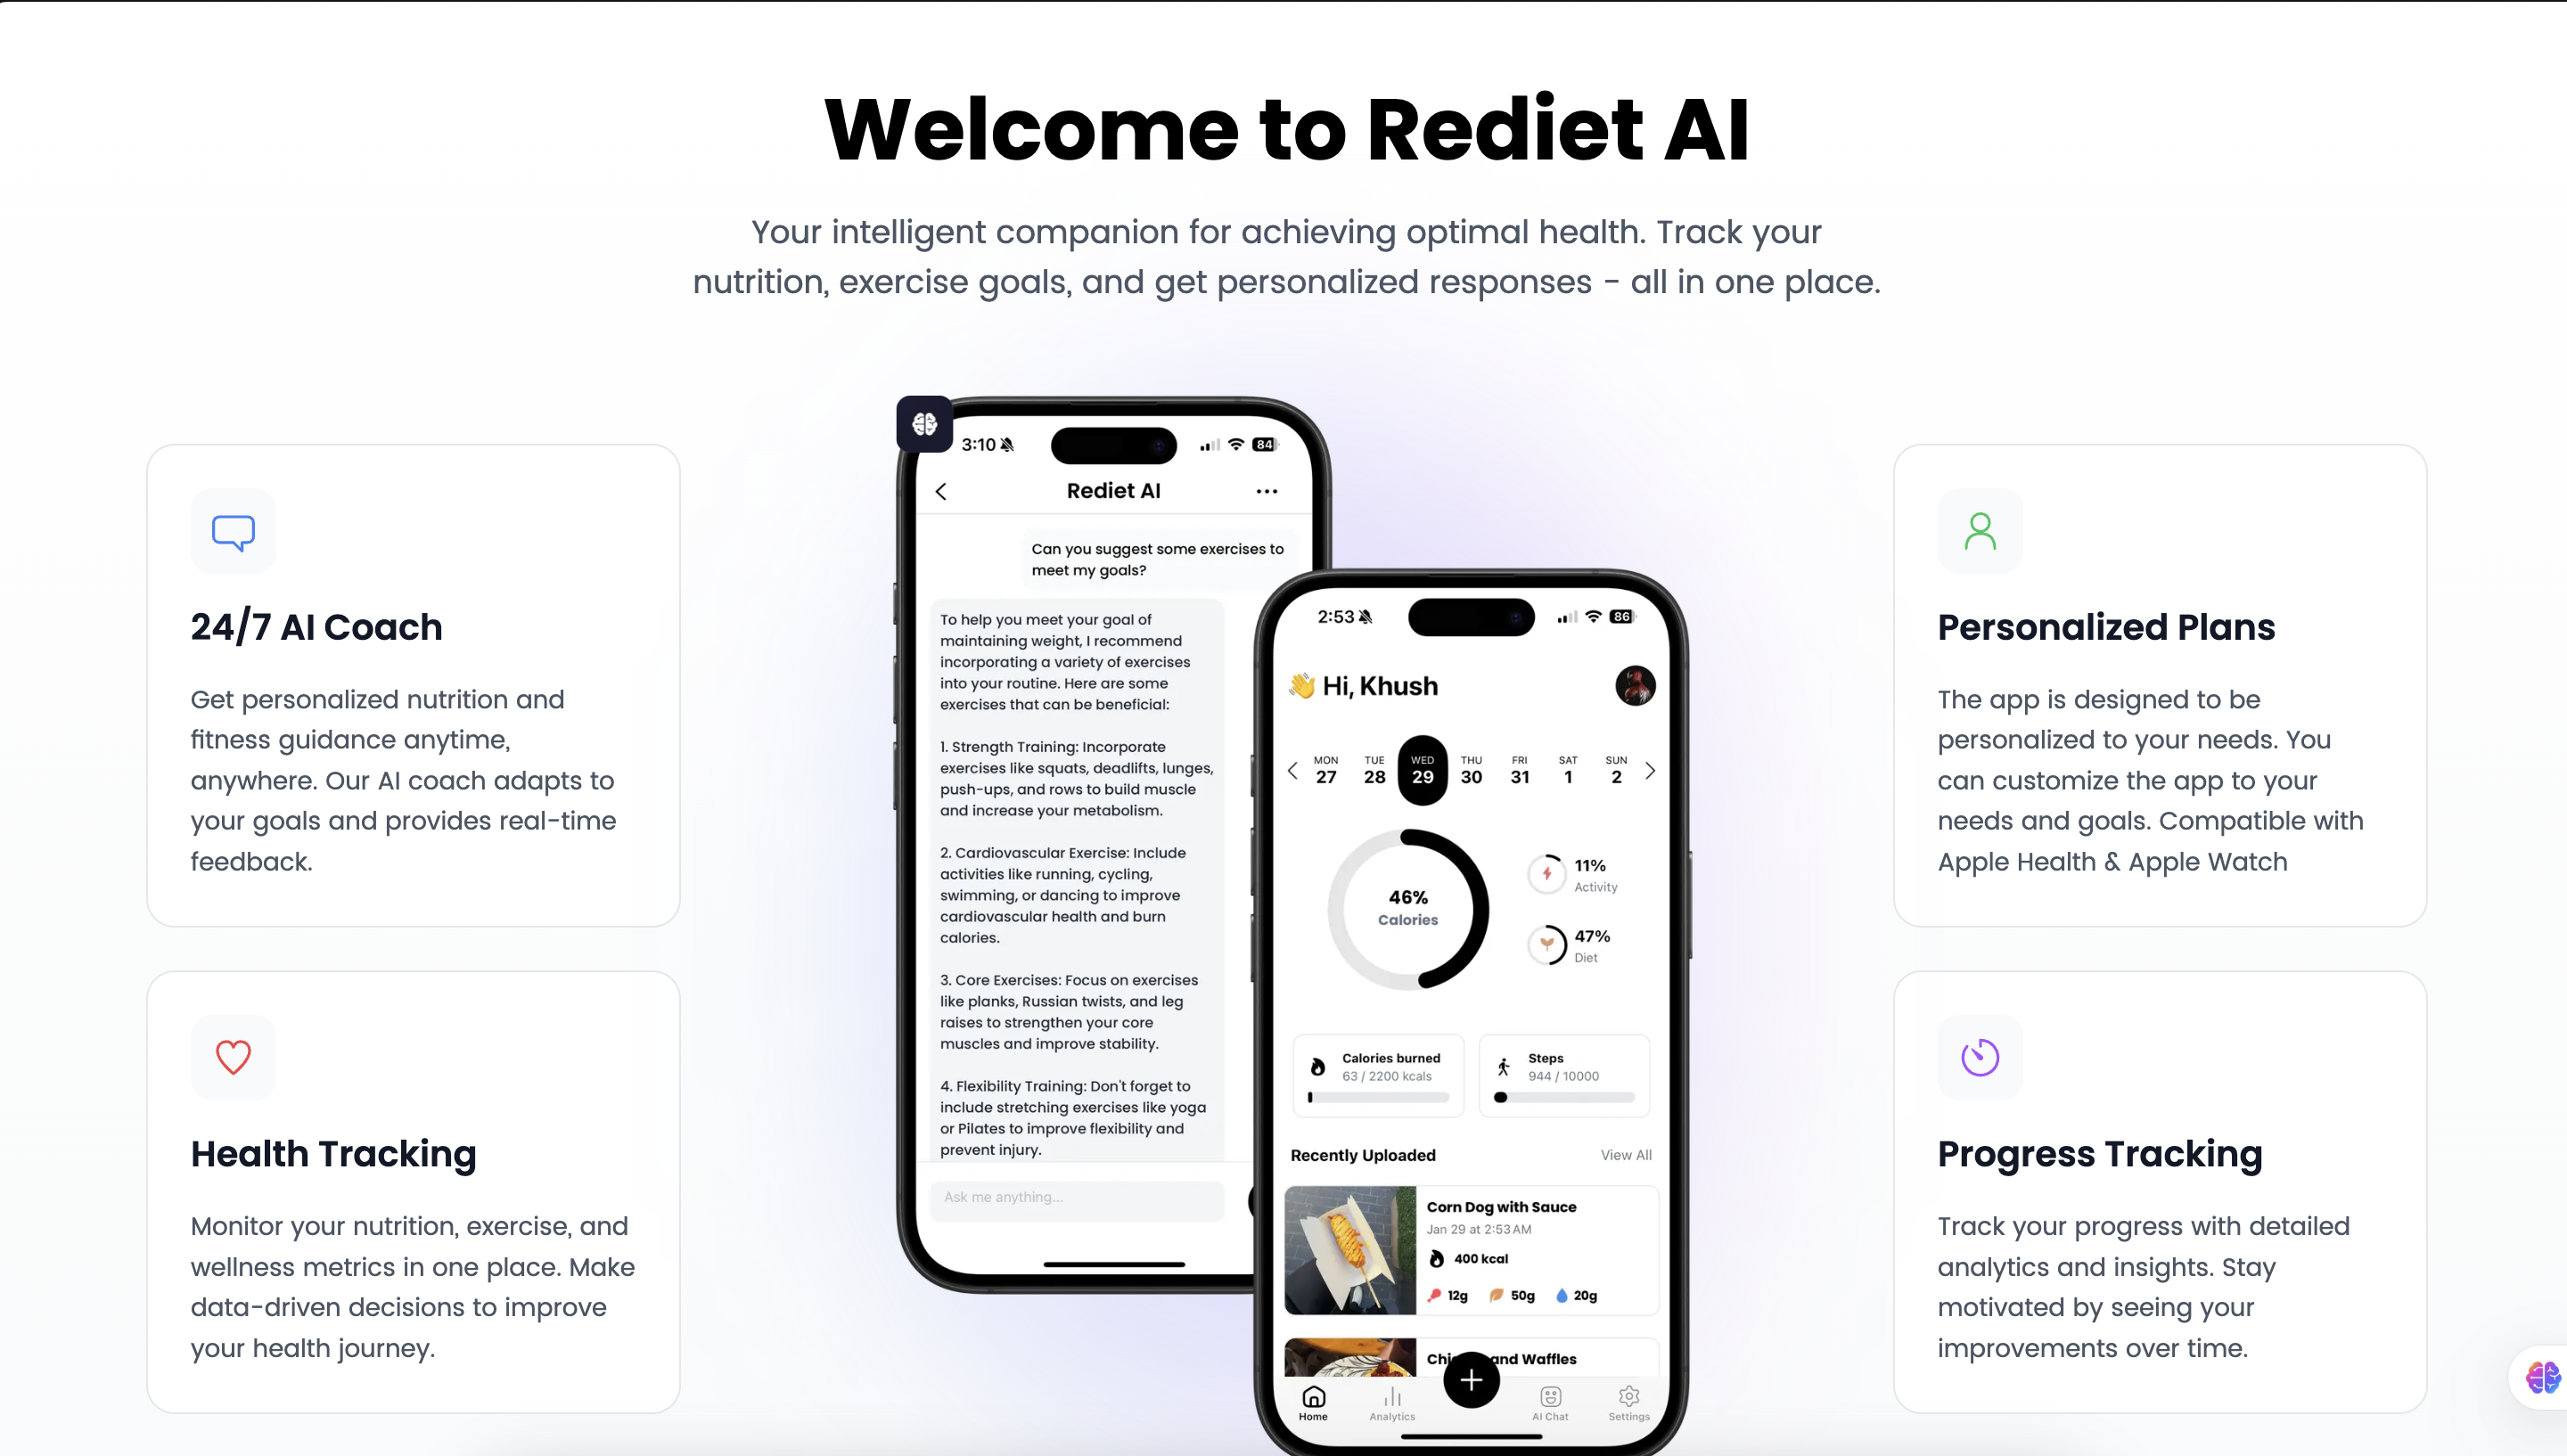 Welcome to Rediet AI
Your intelligent companion for achieving optimal health. Track your
nutrition, exercise goals, and get personalized responses - all in one place.
24/7 AI Coach
Get personalized nutrition and
fitness guidance anytime,
anywhere. Our AI coach adapts to
your goals and provides real-time
feedback.
Health Tracking
Monitor your nutrition, exercise, and
wellness metrics in one place. Make
data-driven decisions to improve
your health journey.
3:10
84
Rediet AI
Can you suggest some exercises to
meet my goals?
To help you meet your goal of
maintaining weight, I recommend
incorporating a variety of exercises
into your routine. Here are some
exercises that can be beneficial:
1. Strength Training: Incorporate
exercises like squats, deadlifts, lunges,
push-ups, and rows to build muscle
and increase your metabolism.
2. Cardiovascular Exercise: Include
activities like running, cycling,
swimming, or dancing to improve
cardiovascular health and burn
calories.
3. Core Exercises: Focus on exercises
like planks, Russian twists, and leg
raises to strengthen your core
muscles and improve stability.
4. Flexibility Training: Don't forget to
include stretching exercises like yoga
or Pilates to improve flexibility and
prevent injury.
Ask me anything...
2:53
86
Hi, Khush
MON TUE WED THU FRI SAT SUN
27 28 29 30 31 1 2
46%
Calories
11%
Activity
47%
Diet
Calories burned
63 / 2200 kcals
Steps
944 / 10000
Recently Uploaded
View All
Corn Dog with Sauce
Jan 29 at 2:53 AM
400 kcal
12g 50g 20g
and Waffles
Home
Analytics
AI Chat
Settings
Personalized Plans
The app is designed to be
personalized to your needs. You
can customize the app to your
needs and goals. Compatible with
Apple Health & Apple Watch
Progress Tracking
Track your progress with detailed
analytics and insights. Stay
motivated by seeing your
improvements over time.